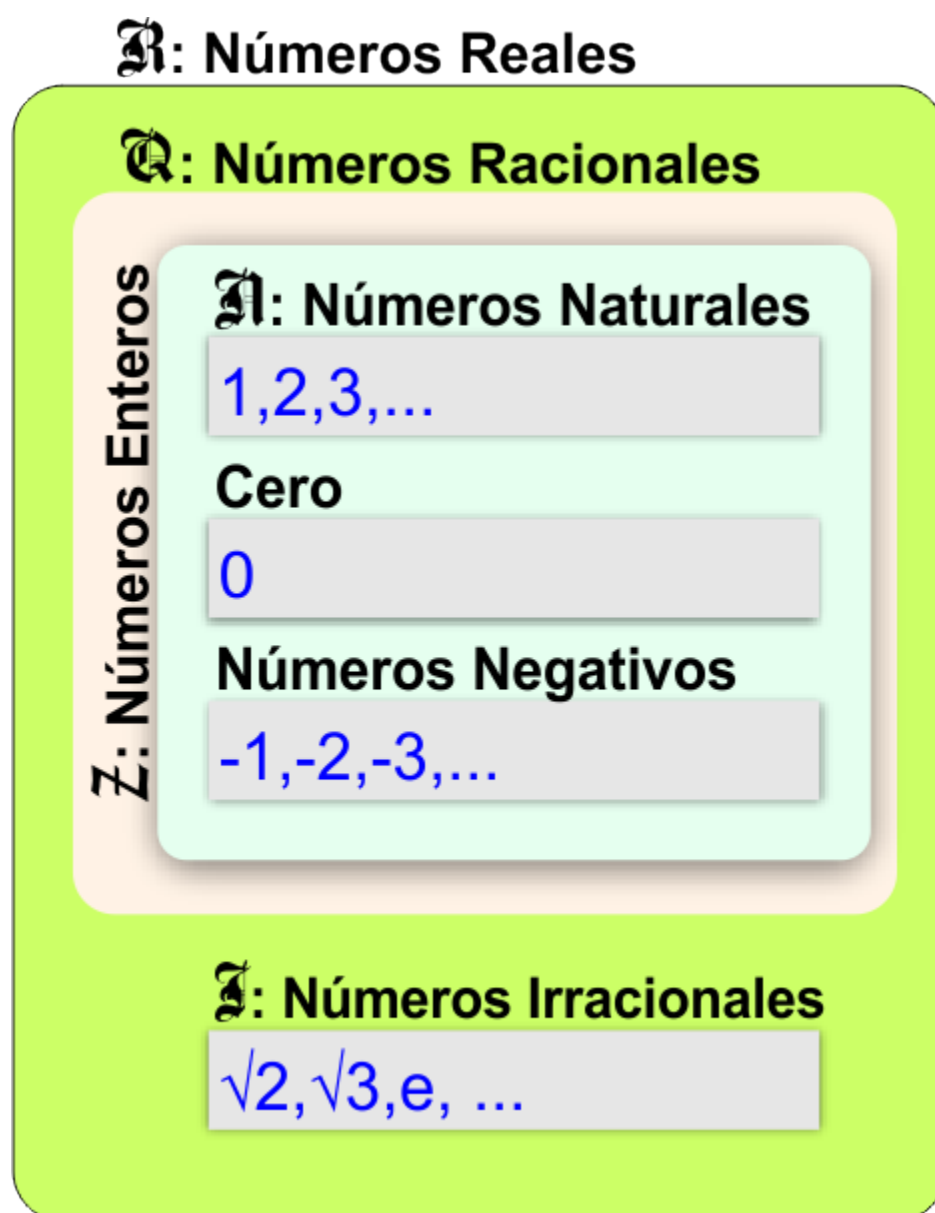 ℜ: Números Reales
𝕼: Números Racionales
Z: Números Enteros
𝕹: Números Naturales
1,2,3,...
Cero
0
Números Negativos
-1,-2,-3,...
ℑ: Números Irracionales
√2,√3,e, ...